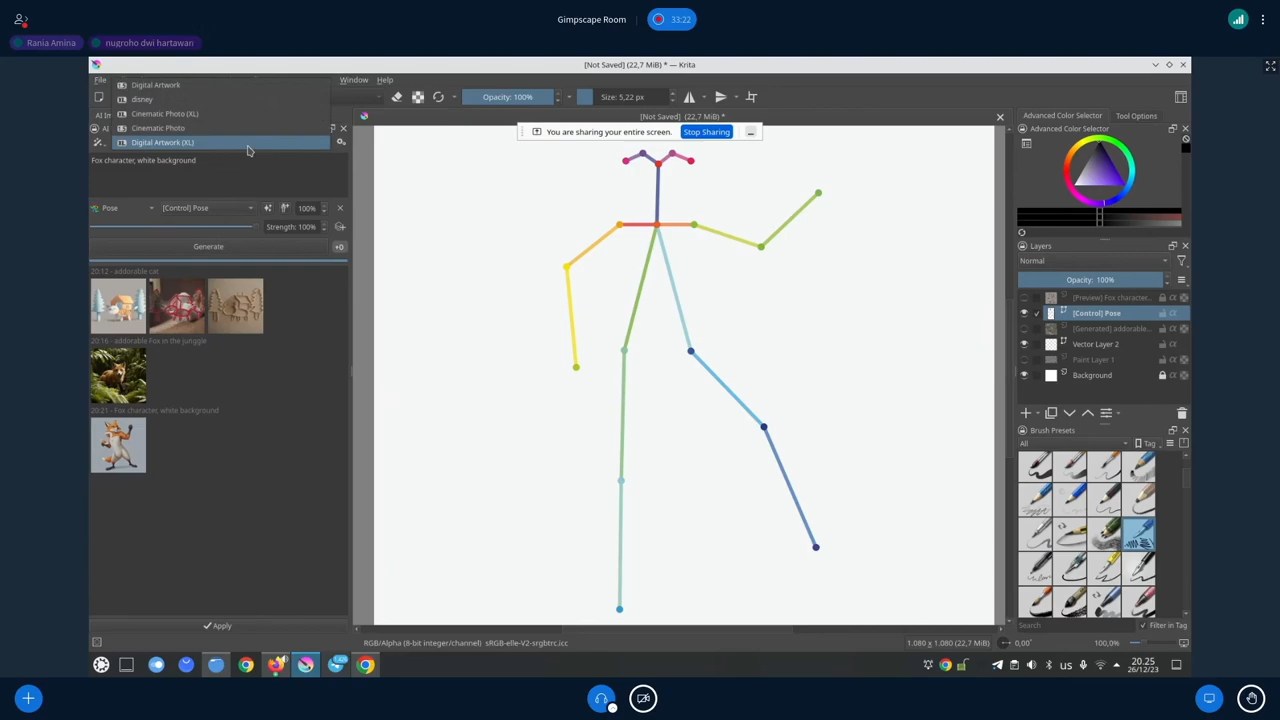 Gimpscape Room
33:22
Rania Amina
nugroho dwi hartawan
[Not Saved] (22,7 MiB) * — Krita
File
Window
Help
Digital Artwork
disney
Cinematic Photo (XL)
Cinematic Photo
Digital Artwork (XL)
Opacity: 100%
Size: 5,22 px
[Not Saved] (22,7 MiB) *
You are sharing your entire screen.
Stop Sharing
Fox character, white background
Pose
[Control] Pose
100%
Strength: 100%
Generate
+0
20:12 - addorable cat
20:16 - addorable Fox in the junggle
20:21 - Fox character, white background
Apply
Advanced Color Selector
Tool Options
Advanced Color Selector
Layers
Normal
Opacity: 100%
[Preview] Fox character...
[Control] Pose
[Generated] addorable...
Vector Layer 2
Paint Layer 1
Background
Brush Presets
All
Tag
Search
Filter in Tag
RGB/Alpha (8-bit integer/channel) sRGB-elle-V2-srgbtrc.icc
1.080 x 1.080 (22,7 MiB)
0,00°
100,0%
us
20.25
26/12/23